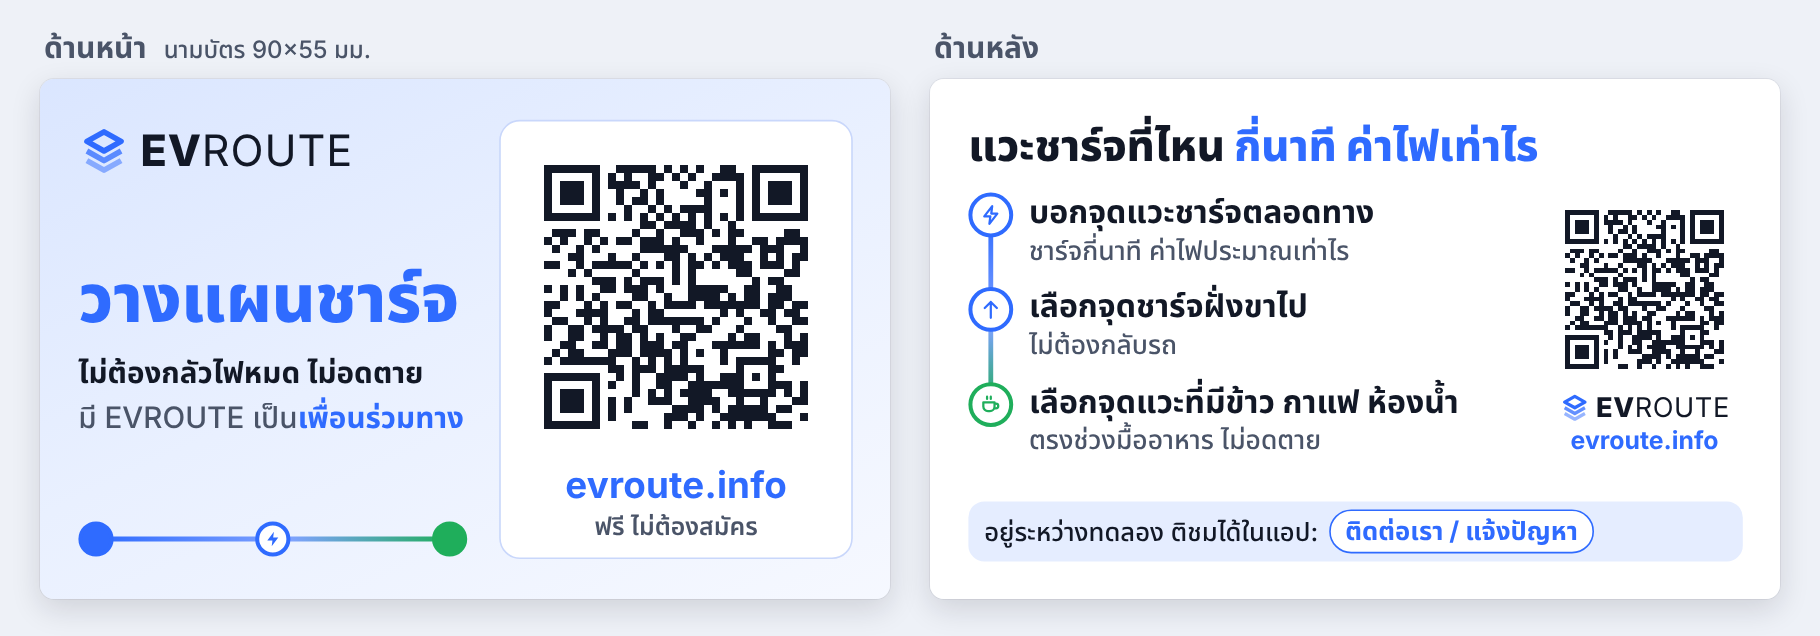 ด้านหน้า นามบัตร 90×55 มม.
EVROUTE
วางแผนชาร์จ
ไม่ต้องกลัวไฟหมด ไม่อดตาย
มี EVROUTE เป็นเพื่อนร่วมทาง
evroute.info
ฟรี ไม่ต้องสมัคร
ด้านหลัง
แวะชาร์จที่ไหน กี่นาที ค่าไฟเท่าไร
บอกจุดแวะชาร์จตลอดทาง
ชาร์จกี่นาที ค่าไฟประมาณเท่าไร
เลือกจุดชาร์จฝั่งขาไป
ไม่ต้องกลับรถ
เลือกจุดแวะที่มีข้าว กาแฟ ห้องน้ำ
ตรงช่วงมื้ออาหาร ไม่อดตาย
EVROUTE
evroute.info
อยู่ระหว่างทดลอง ติชมได้ในแอป: ติดต่อเรา / แจ้งปัญหา